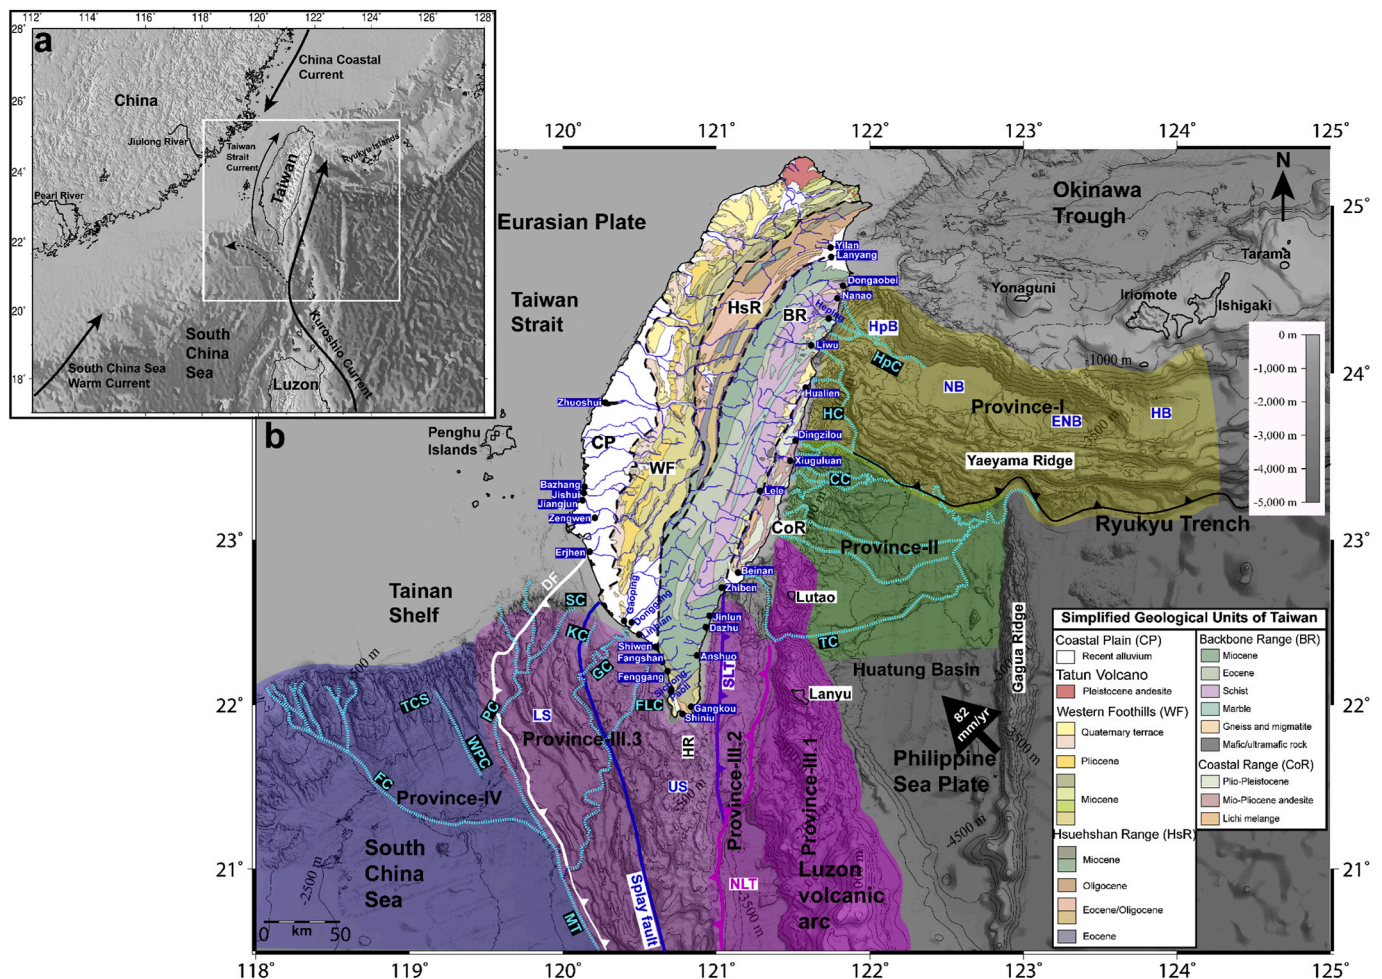 112° 114° 116° 118° 120° 122° 124° 126° 128°
28°
26°
24°
22°
20°
18°
a
China Coastal
Current
China
Jiulong River
Taiwan
Strait
Current
Ryukyu Islands
Taiwan
Pearl River
South
China
Sea
Kuroshio Current
South China Sea
Warm Current
Luzon
120° 121° 122° 123° 124° 125°
N
Okinawa
Trough
25°
Eurasian Plate
Yilan
Lanyang
Tarama
Dongaobei
Nanao
Yonaguni
Iriomote
Ishigaki
Taiwan
Strait
HsR
BR
Heping
HpB
0 m
-1,000 m
-2,000 m
-3,000 m
-4,000 m
-5,000 m
Liwu
HpC
-1000 m
24°
Hualien
NB
Zhuoshui
HC
Province-I
ENB
HB
-3500 m
b
Penghu
Islands
CP
Dingzilou
WF
Xiuguluan
Yaeyama Ridge
Bazhang
Jishui
Jiangjun
CC
Lele
Zengwen
Ryukyu Trench
CoR
23°
Erjhen
Province-II
23°
Beinan
Tainan
Shelf
DF
Zhiben
Lutao
SC
Gaoping
Donggang
Linbian
Jinlun
Dazhu
KC
TC
Shiwen
Fangshan
GC
Anshuo
Huatung Basin
Gagua Ridge
Fenggang
SLT
Lanyu
22°
TCS
PC
LS
FLC
Gangkou
Shiniu
22°
82
mm/yr
WPC
Province-III.3
HR
Province-III.2
Province-III.1
Philippine
Sea Plate
FC
US
Province-IV
-4500 m
South
China
Sea
21°
-2500 m
Splay fault
NLT
Luzon
volcanic
arc
21°
MT
0 km 50
118° 119° 120° 121° 122° 123° 124° 125°
Simplified Geological Units of Taiwan
Coastal Plain (CP)
Recent alluvium
Tatun Volcano
Pleistocene andesite
Western Foothills (WF)
Quaternary terrace
Pliocene
Miocene
Hsuehshan Range (HsR)
Miocene
Oligocene
Eocene/Oligocene
Eocene
Backbone Range (BR)
Miocene
Eocene
Schist
Marble
Gneiss and migmatite
Mafic/ultramafic rock
Coastal Range (CoR)
Plio-Pleistocene
Mio-Pliocene andesite
Lichi melange